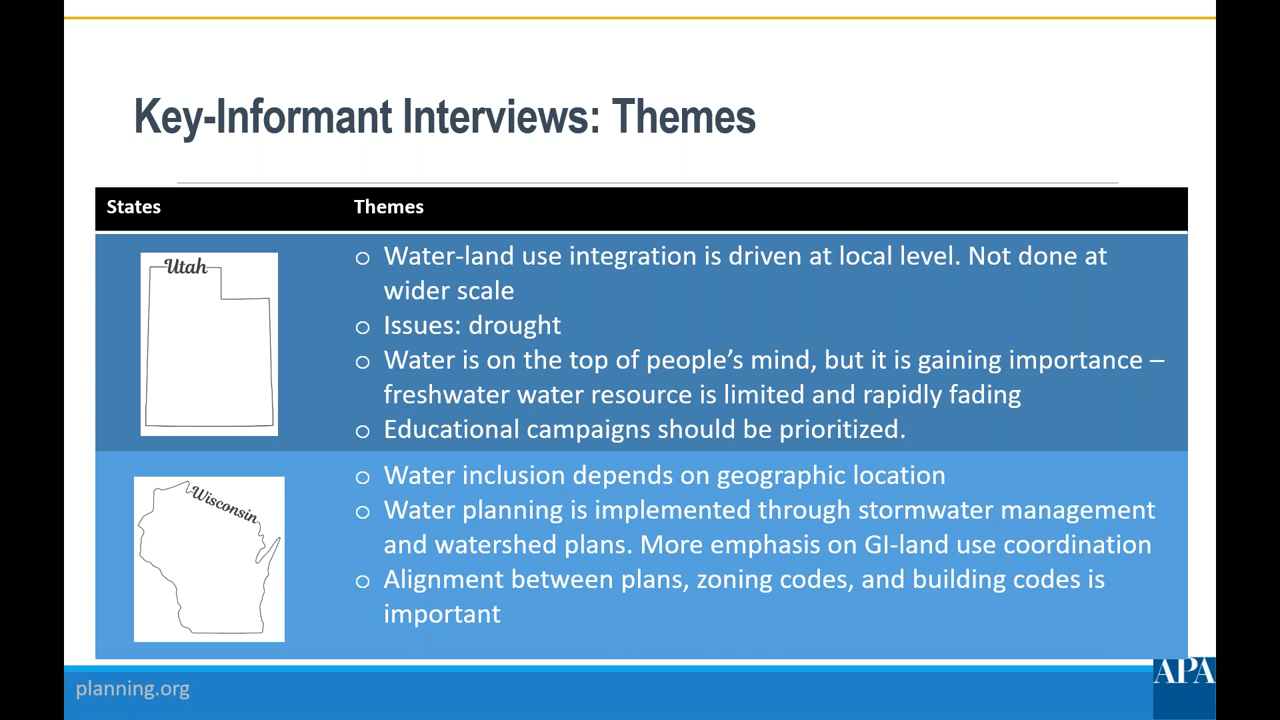 Key-Informant Interviews: Themes
States
Themes
Utah
o Water-land use integration is driven at local level. Not done at
wider scale
o Issues: drought
o Water is on the top of people’s mind, but it is gaining importance –
freshwater water resource is limited and rapidly fading
o Educational campaigns should be prioritized.
Wisconsin
o Water inclusion depends on geographic location
o Water planning is implemented through stormwater management
and watershed plans. More emphasis on GI-land use coordination
o Alignment between plans, zoning codes, and building codes is
important
planning.org
APA